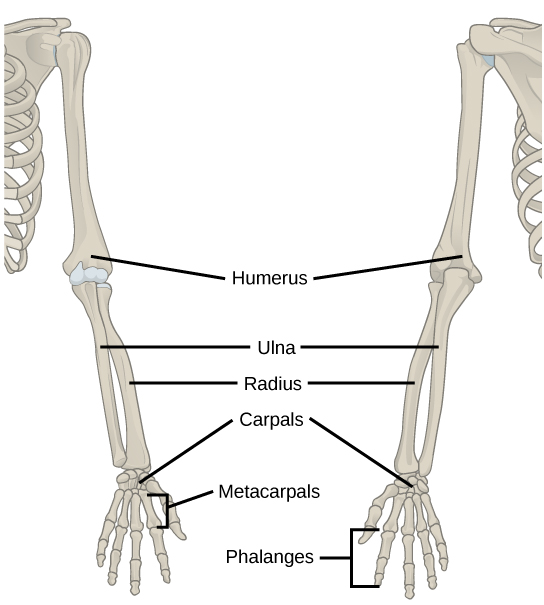 Humerus
Ulna
Radius
Carpals
Metacarpals
Phalanges